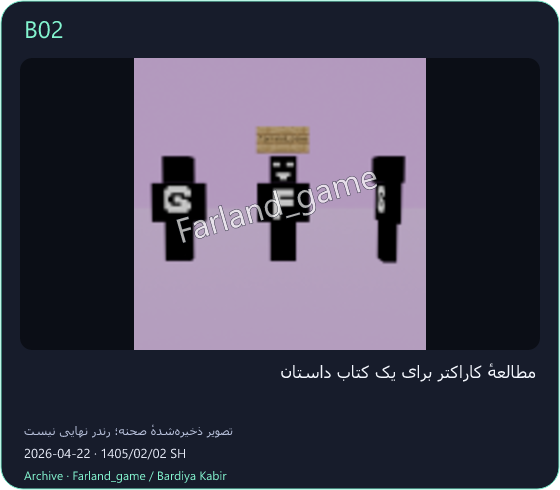 B02
G
F
Farland_game
مطالعهٔ کاراکتر برای یک کتاب داستان
تصویر ذخیره‌شدهٔ صحنه؛ رندر نهایی نیست
2026-04-22 · 1405/02/02 SH
Archive · Farland_game / Bardiya Kabir